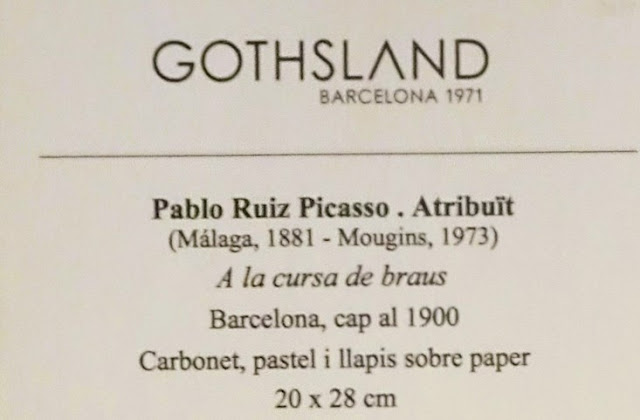 GOTHSLAND
BARCELONA 1971
Pablo Ruiz Picasso . Atribuït
(Málaga, 1881 - Mougins, 1973)
A la cursa de braus
Barcelona, cap al 1900
Carbonet, pastel i llapis sobre paper
20 x 28 cm